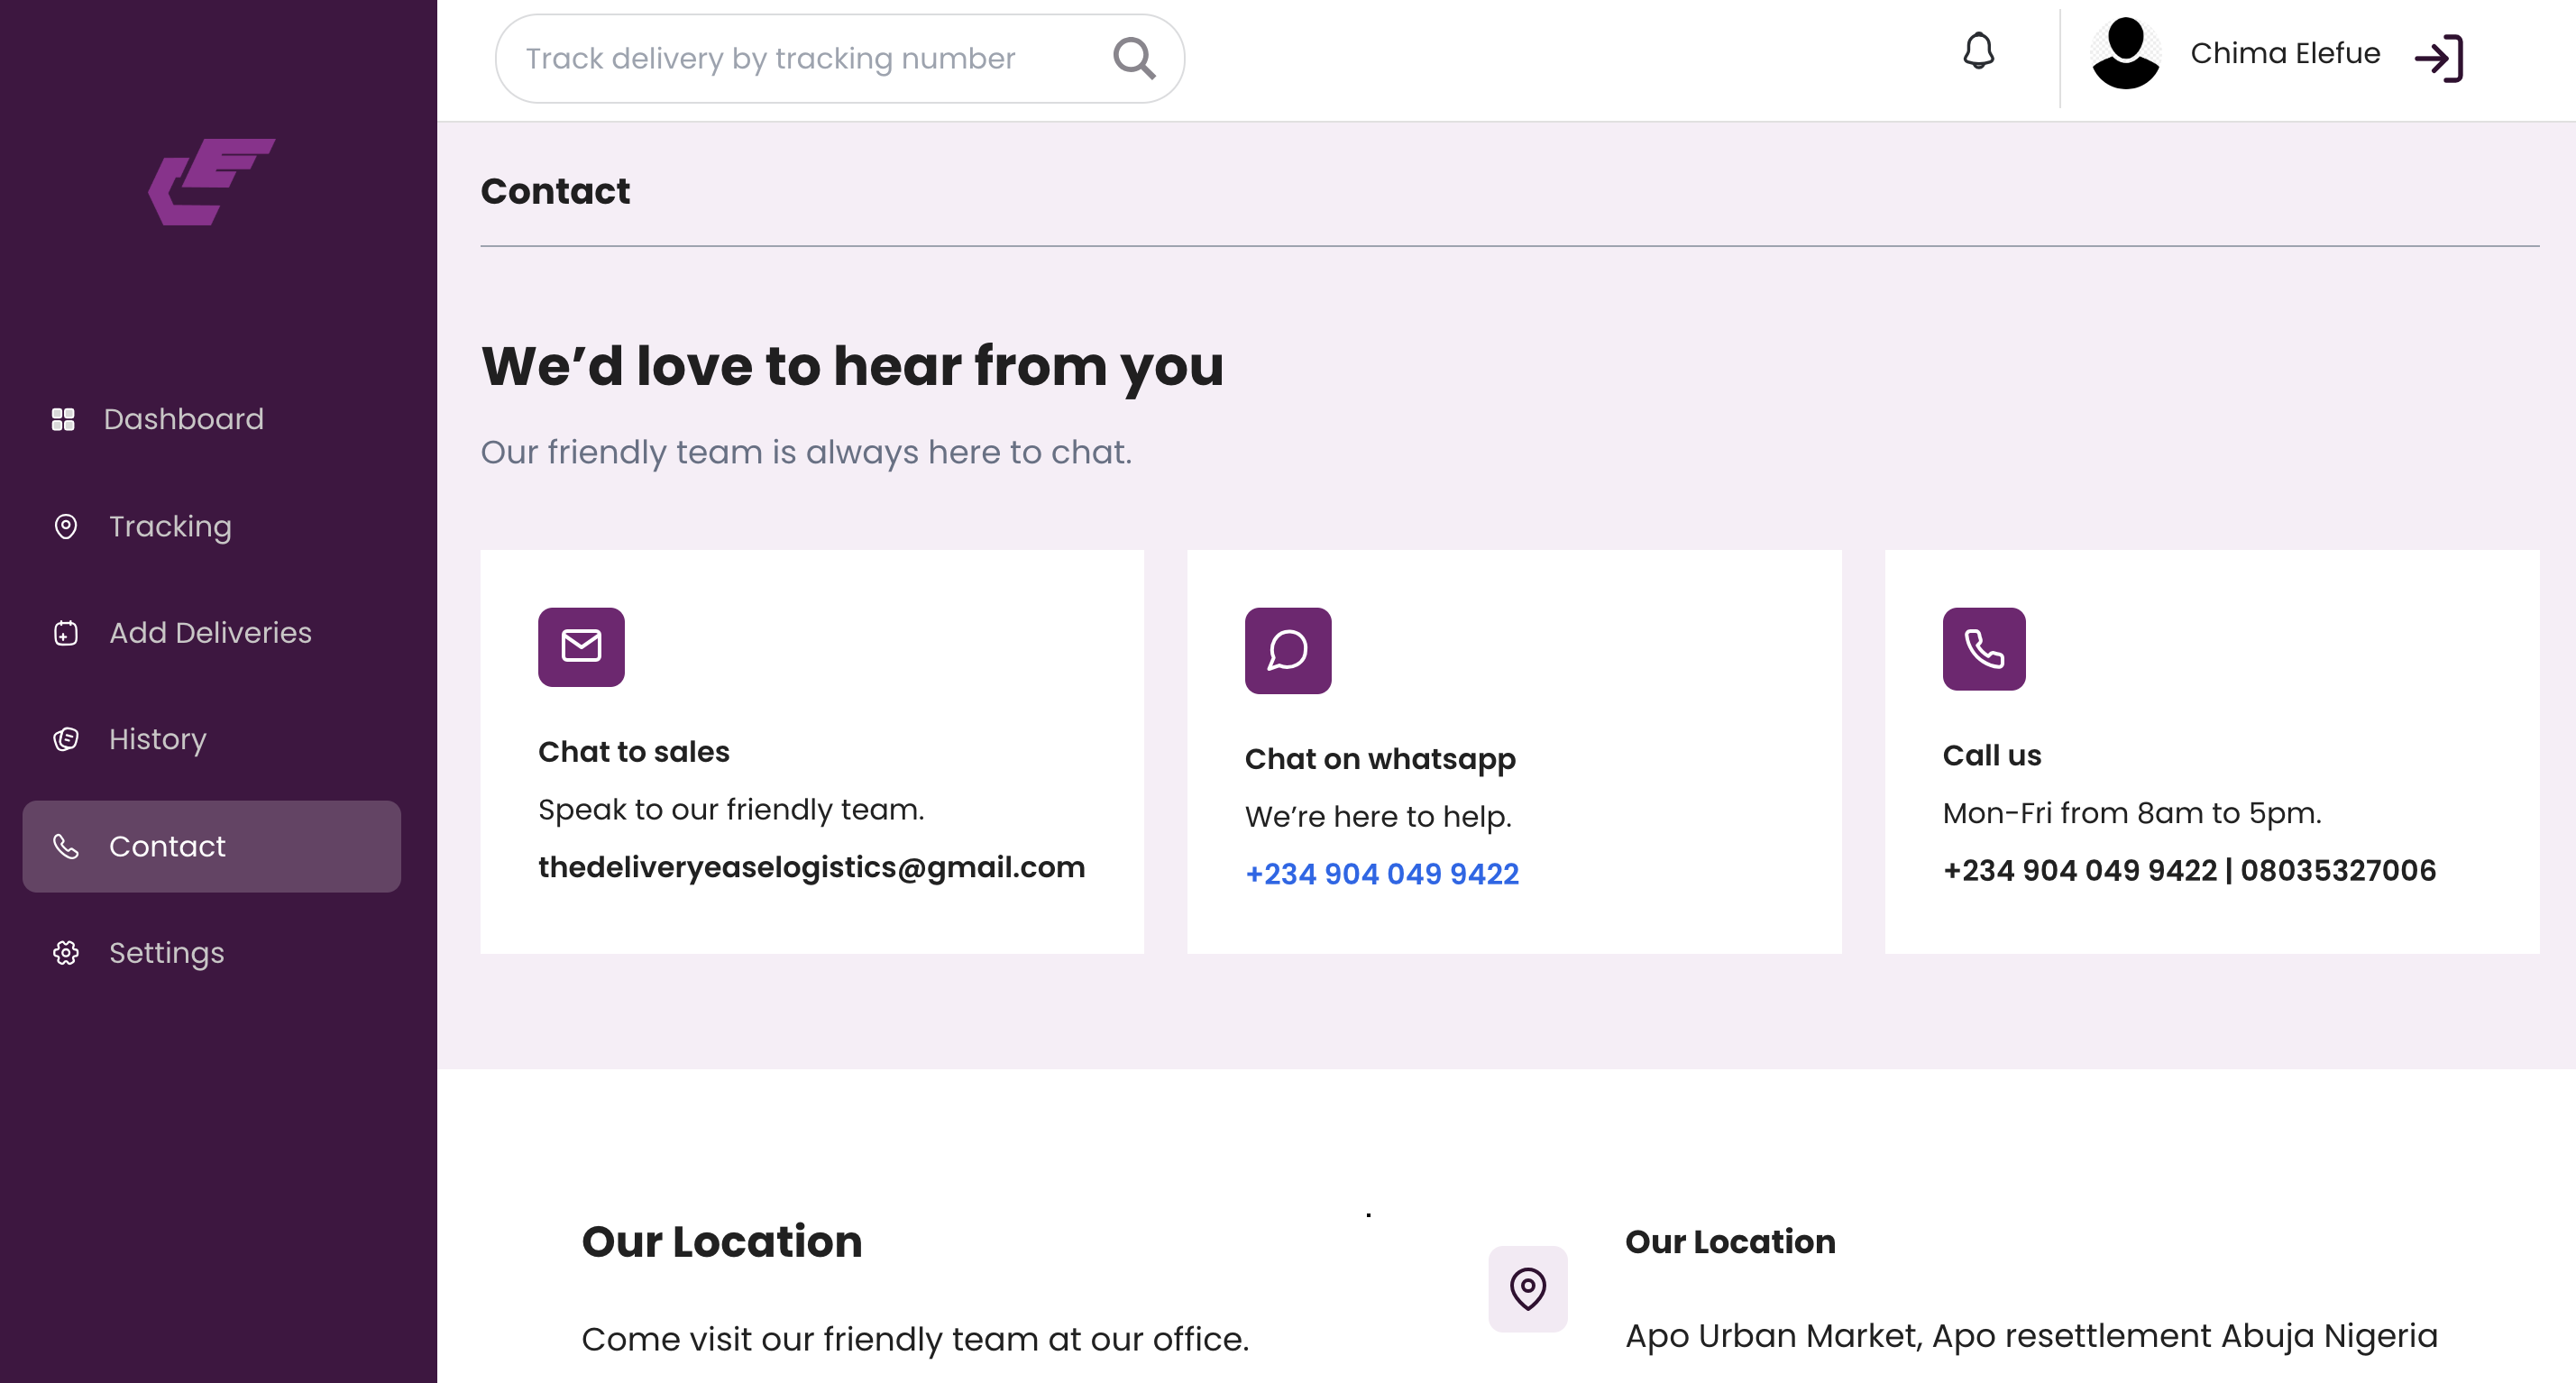 Track delivery by tracking number
Chima Elefue
Dashboard
Tracking
Add Deliveries
History
Contact
Settings
Contact
We’d love to hear from you
Our friendly team is always here to chat.
Chat to sales
Speak to our friendly team.
thedeliveryeaselogistics@gmail.com
Chat on whatsapp
We’re here to help.
+234 904 049 9422
Call us
Mon-Fri from 8am to 5pm.
+234 904 049 9422 | 08035327006
Our Location
Come visit our friendly team at our office.
.
Our Location
Apo Urban Market, Apo resettlement Abuja Nigeria